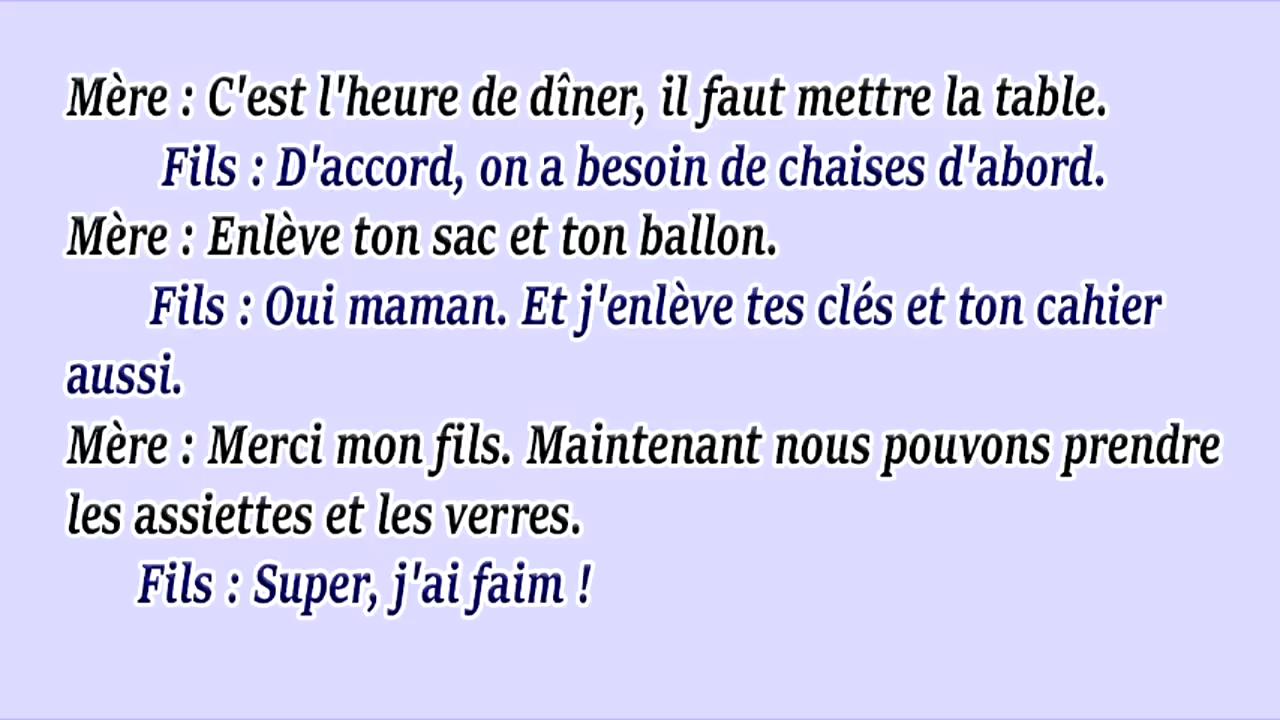 Mère : C'est l'heure de dîner, il faut mettre la table.
Fils : D'accord, on a besoin de chaises d'abord.
Mère : Enlève ton sac et ton ballon.
Fils : Oui maman. Et j'enlève tes clés et ton cahier
aussi.
Mère : Merci mon fils. Maintenant nous pouvons prendre
les assiettes et les verres.
Fils : Super, j'ai faim !